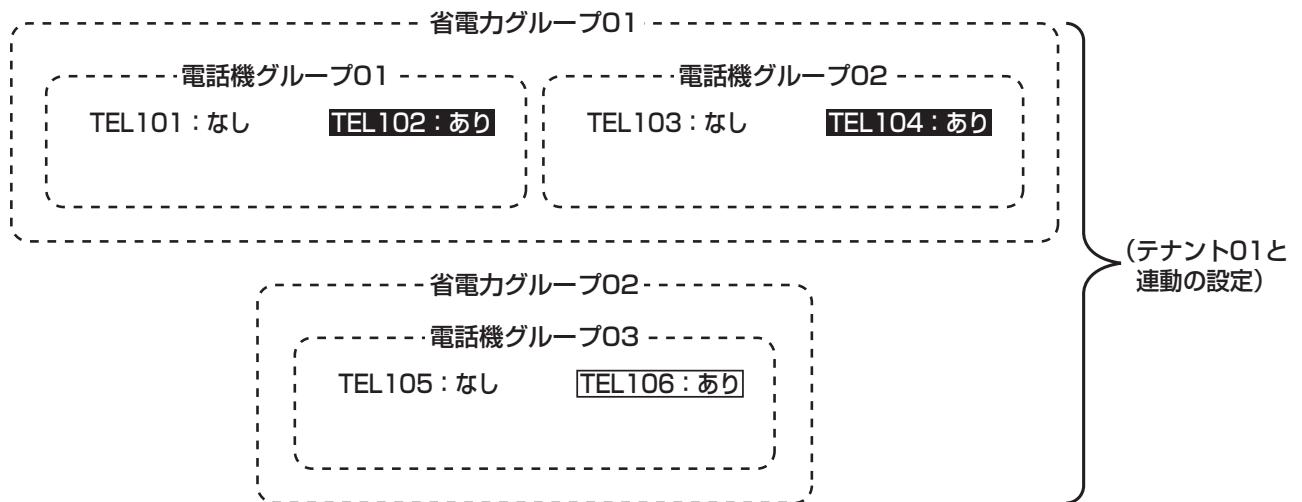 省電力グループ01
電話機グループ01
電話機グループ02
TEL101：なし
TEL102：あり
TEL103：なし
TEL104：あり
（テナント01と
連動の設定）
省電力グループ02
電話機グループ03
TEL105：なし
TEL106：あり